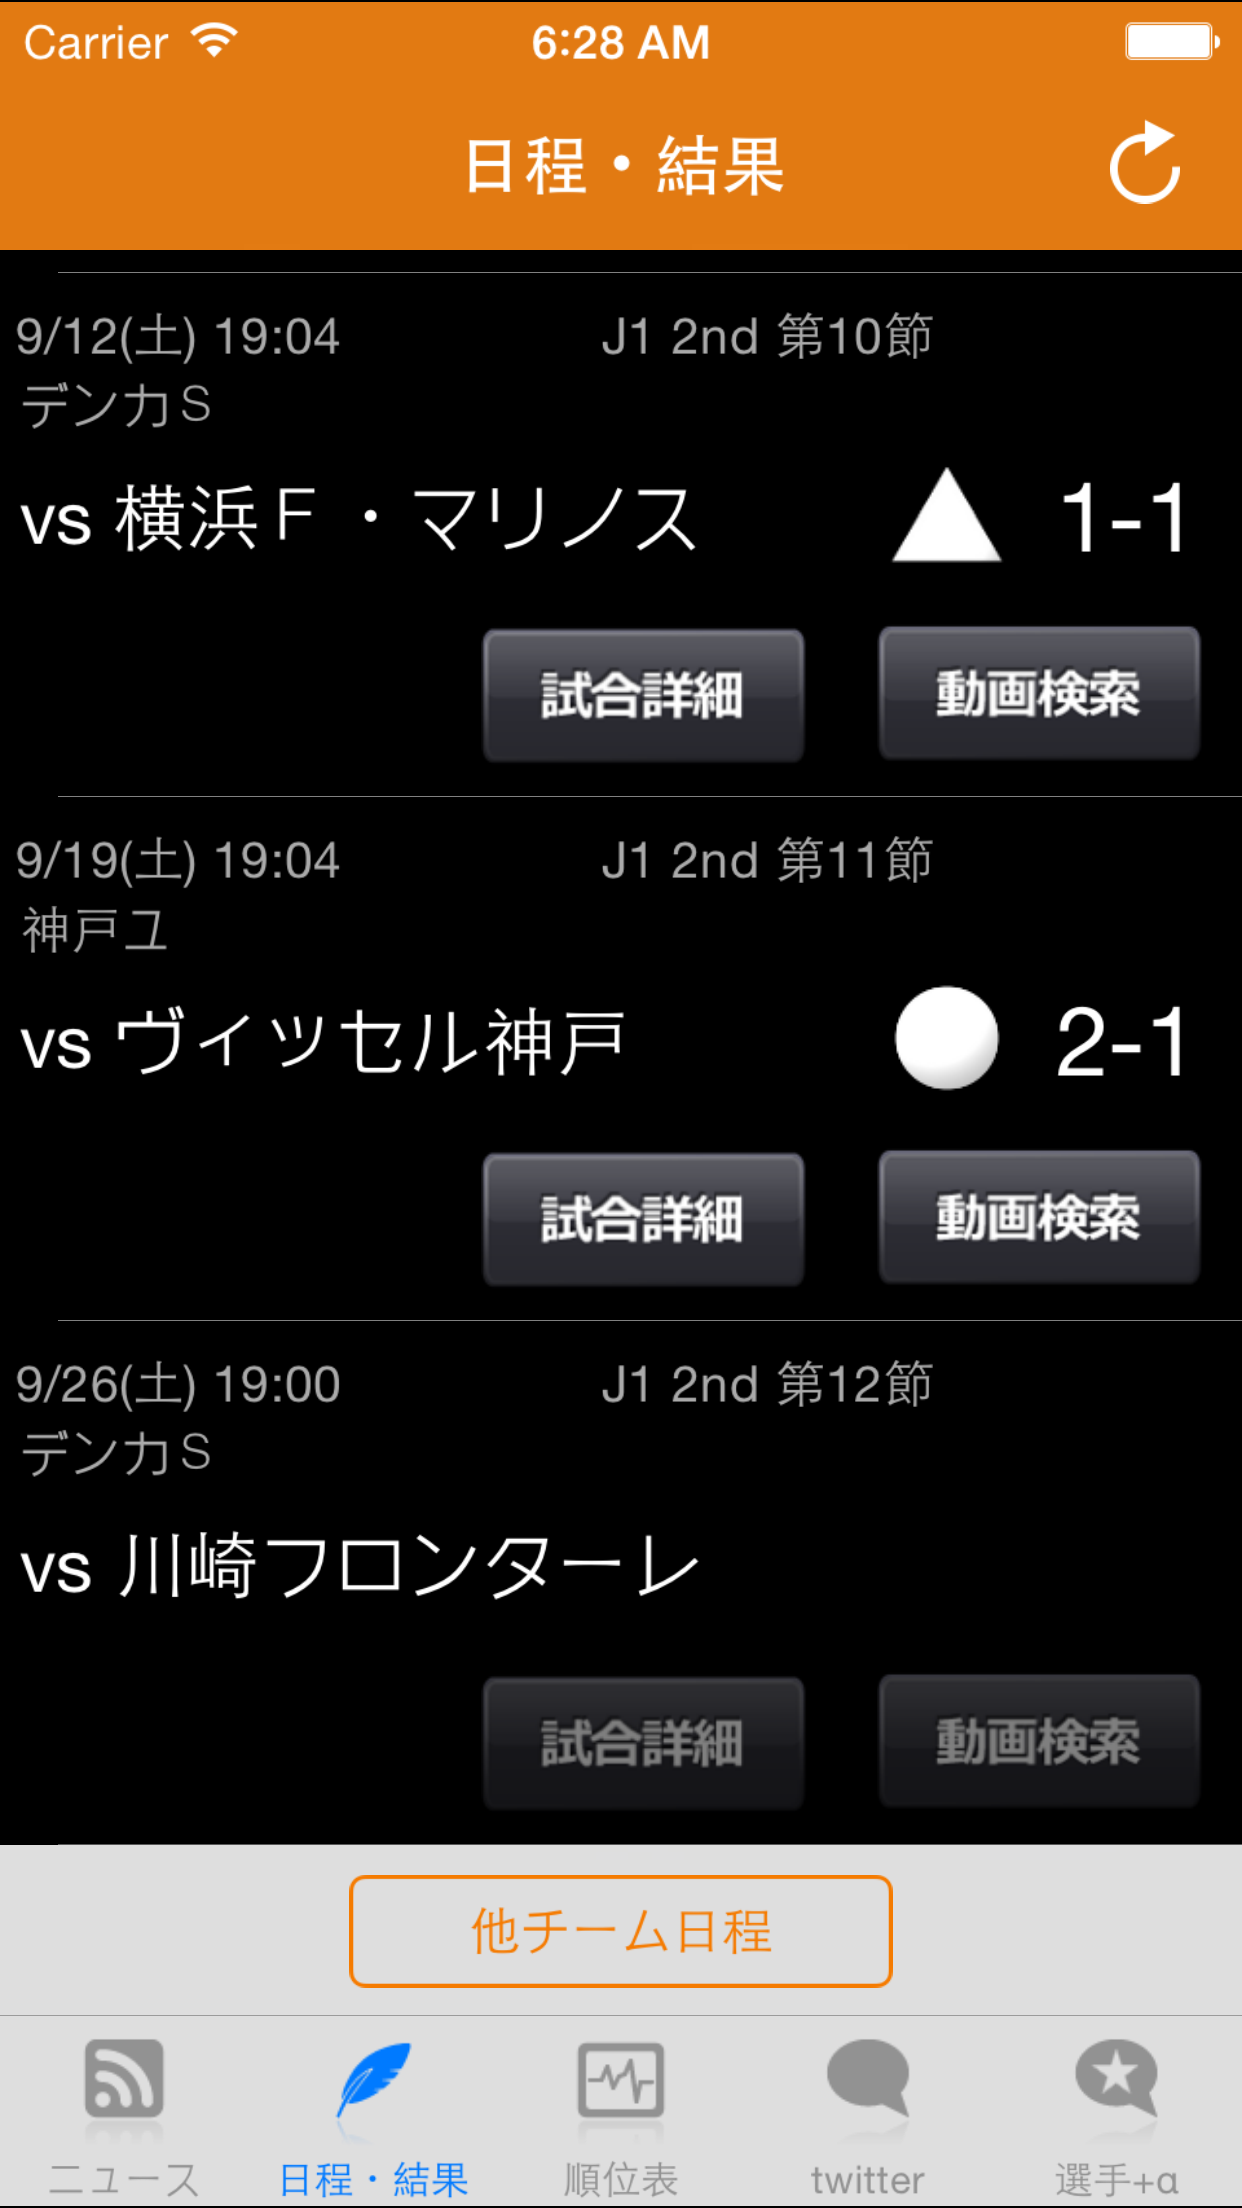 Carrier 6:28 AM
日程・結果
9/12(土) 19:04 J1 2nd 第10節
デンカＳ
vs 横浜Ｆ・マリノス 1-1
試合詳細 動画検索
9/19(土) 19:04 J1 2nd 第11節
神戸ユ
vs ヴィッセル神戸 2-1
試合詳細 動画検索
9/26(土) 19:00 J1 2nd 第12節
デンカＳ
vs 川崎フロンターレ
試合詳細 動画検索
他チーム日程
ニュース 日程・結果 順位表 twitter 選手+α